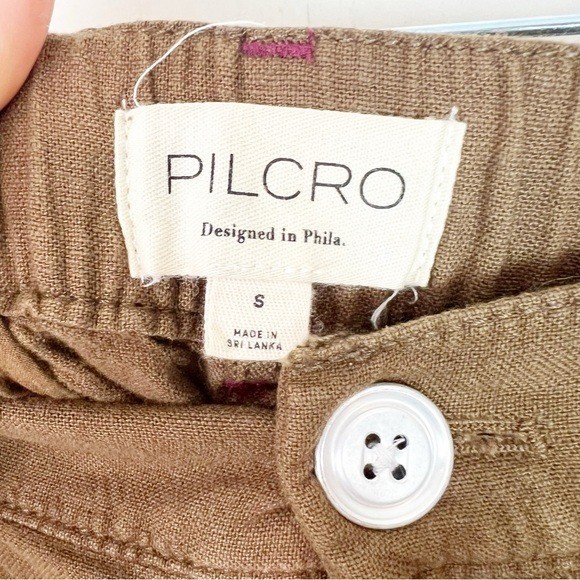 PILCRO
Designed in Phila.
S
MADE IN
SRI LANKA